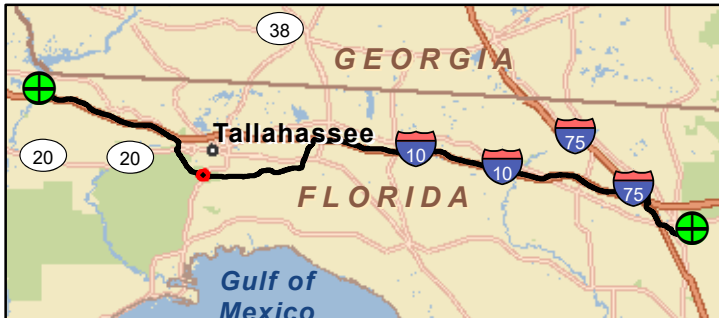 38
GEORGIA
Tallahassee
75
20
20
10
10
FLORIDA
75
Gulf of
Mexico